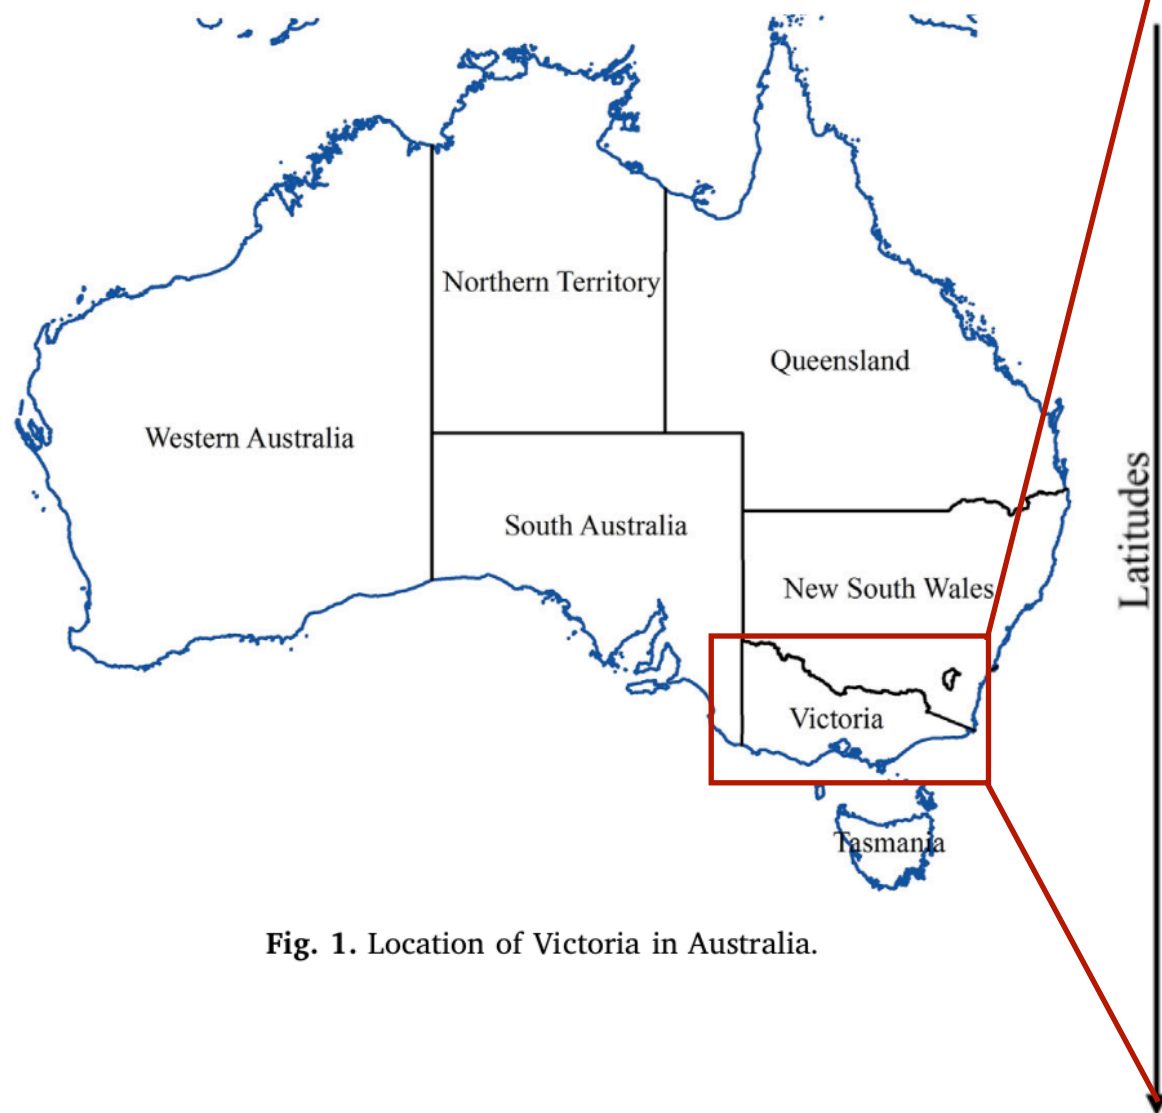 Northern Territory
Queensland
Western Australia
South Australia
New South Wales
Victoria
Tasmania
Latitudes
Fig. 1. Location of Victoria in Australia.